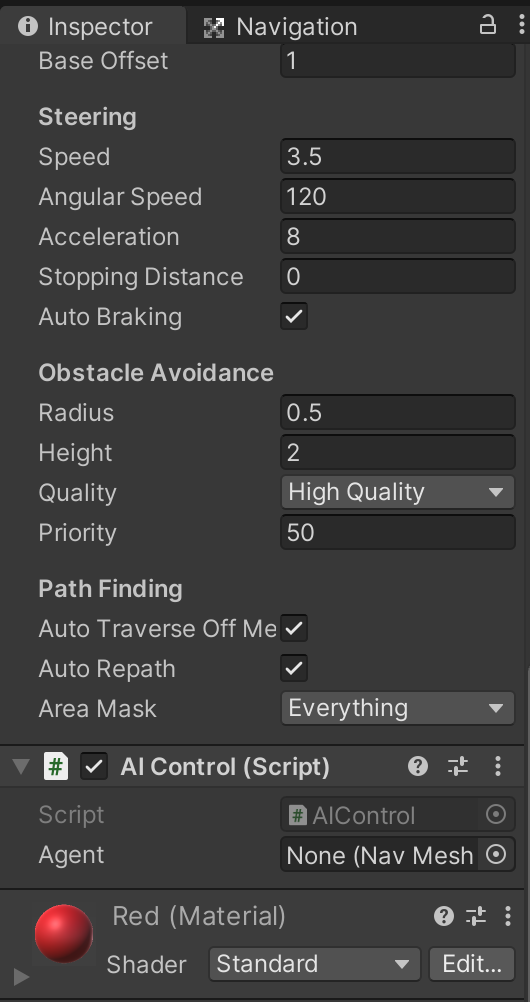 Inspector Navigation
Base Offset 1
Steering
Speed 3.5
Angular Speed 120
Acceleration 8
Stopping Distance 0
Auto Braking
Obstacle Avoidance
Radius 0.5
Height 2
Quality High Quality
Priority 50
Path Finding
Auto Traverse Off Me
Auto Repath
Area Mask Everything
# AI Control (Script)
Script # AIControl
Agent None (Nav Mesh
Red (Material)
Shader Standard Edit...